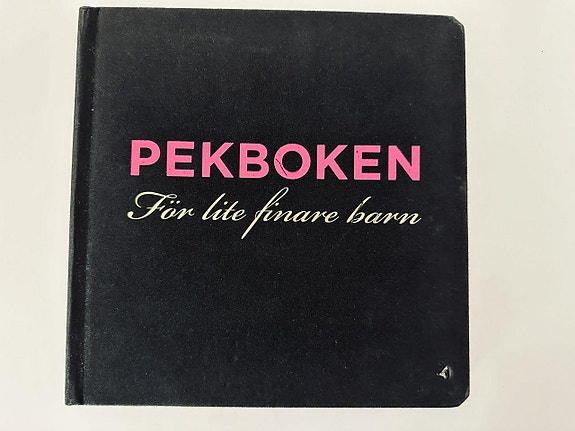 PEKBOKEN
För lite finare barn